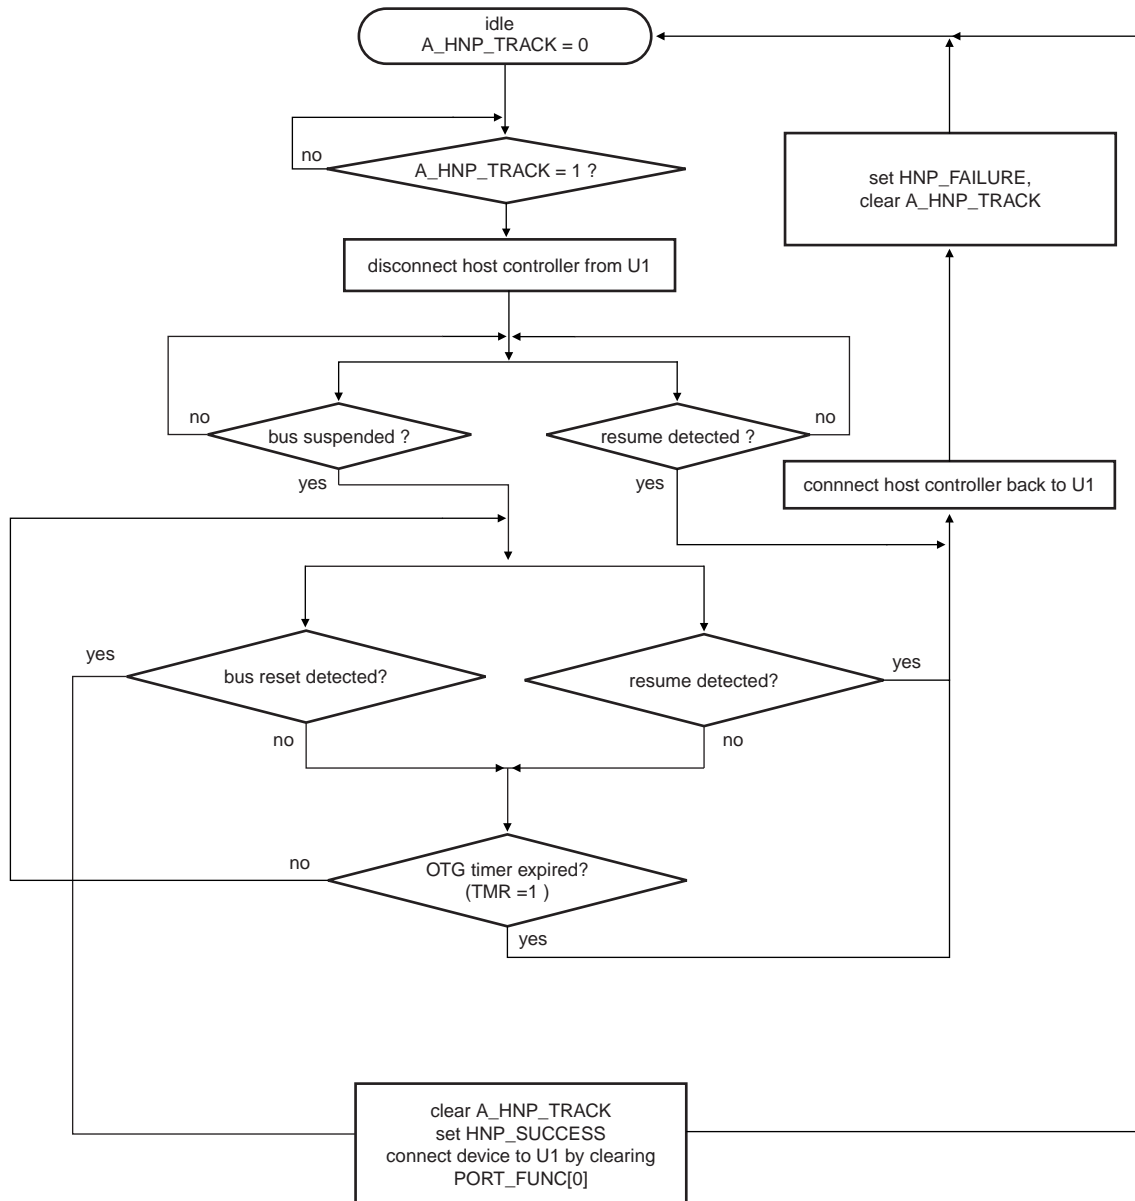 idle
A_HNP_TRACK = 0
no
A_HNP_TRACK = 1 ?
set HNP_FAILURE,
clear A_HNP_TRACK
disconnect host controller from U1
no
bus suspended ?
resume detected ?
no
yes
yes
connnect host controller back to U1
yes
bus reset detected?
resume detected?
yes
no
no
no
OTG timer expired?
(TMR =1 )
yes
clear A_HNP_TRACK
set HNP_SUCCESS
connect device to U1 by clearing
PORT_FUNC[0]